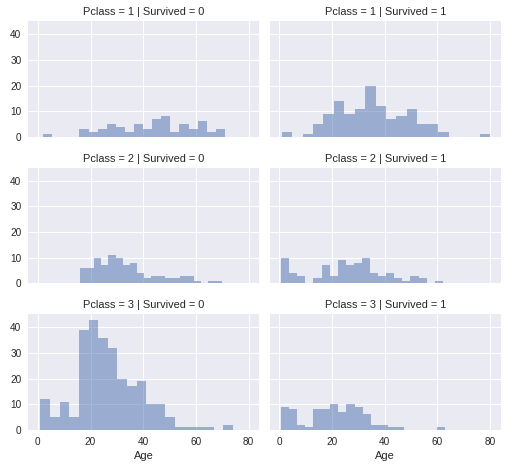 Pclass = 1 | Survived = 0
Pclass = 1 | Survived = 1
40
30
20
10
0
Pclass = 2 | Survived = 0
Pclass = 2 | Survived = 1
40
30
20
10
0
Pclass = 3 | Survived = 0
Pclass = 3 | Survived = 1
40
30
20
10
0
0 20 40 60 80
0 20 40 60 80
Age
Age